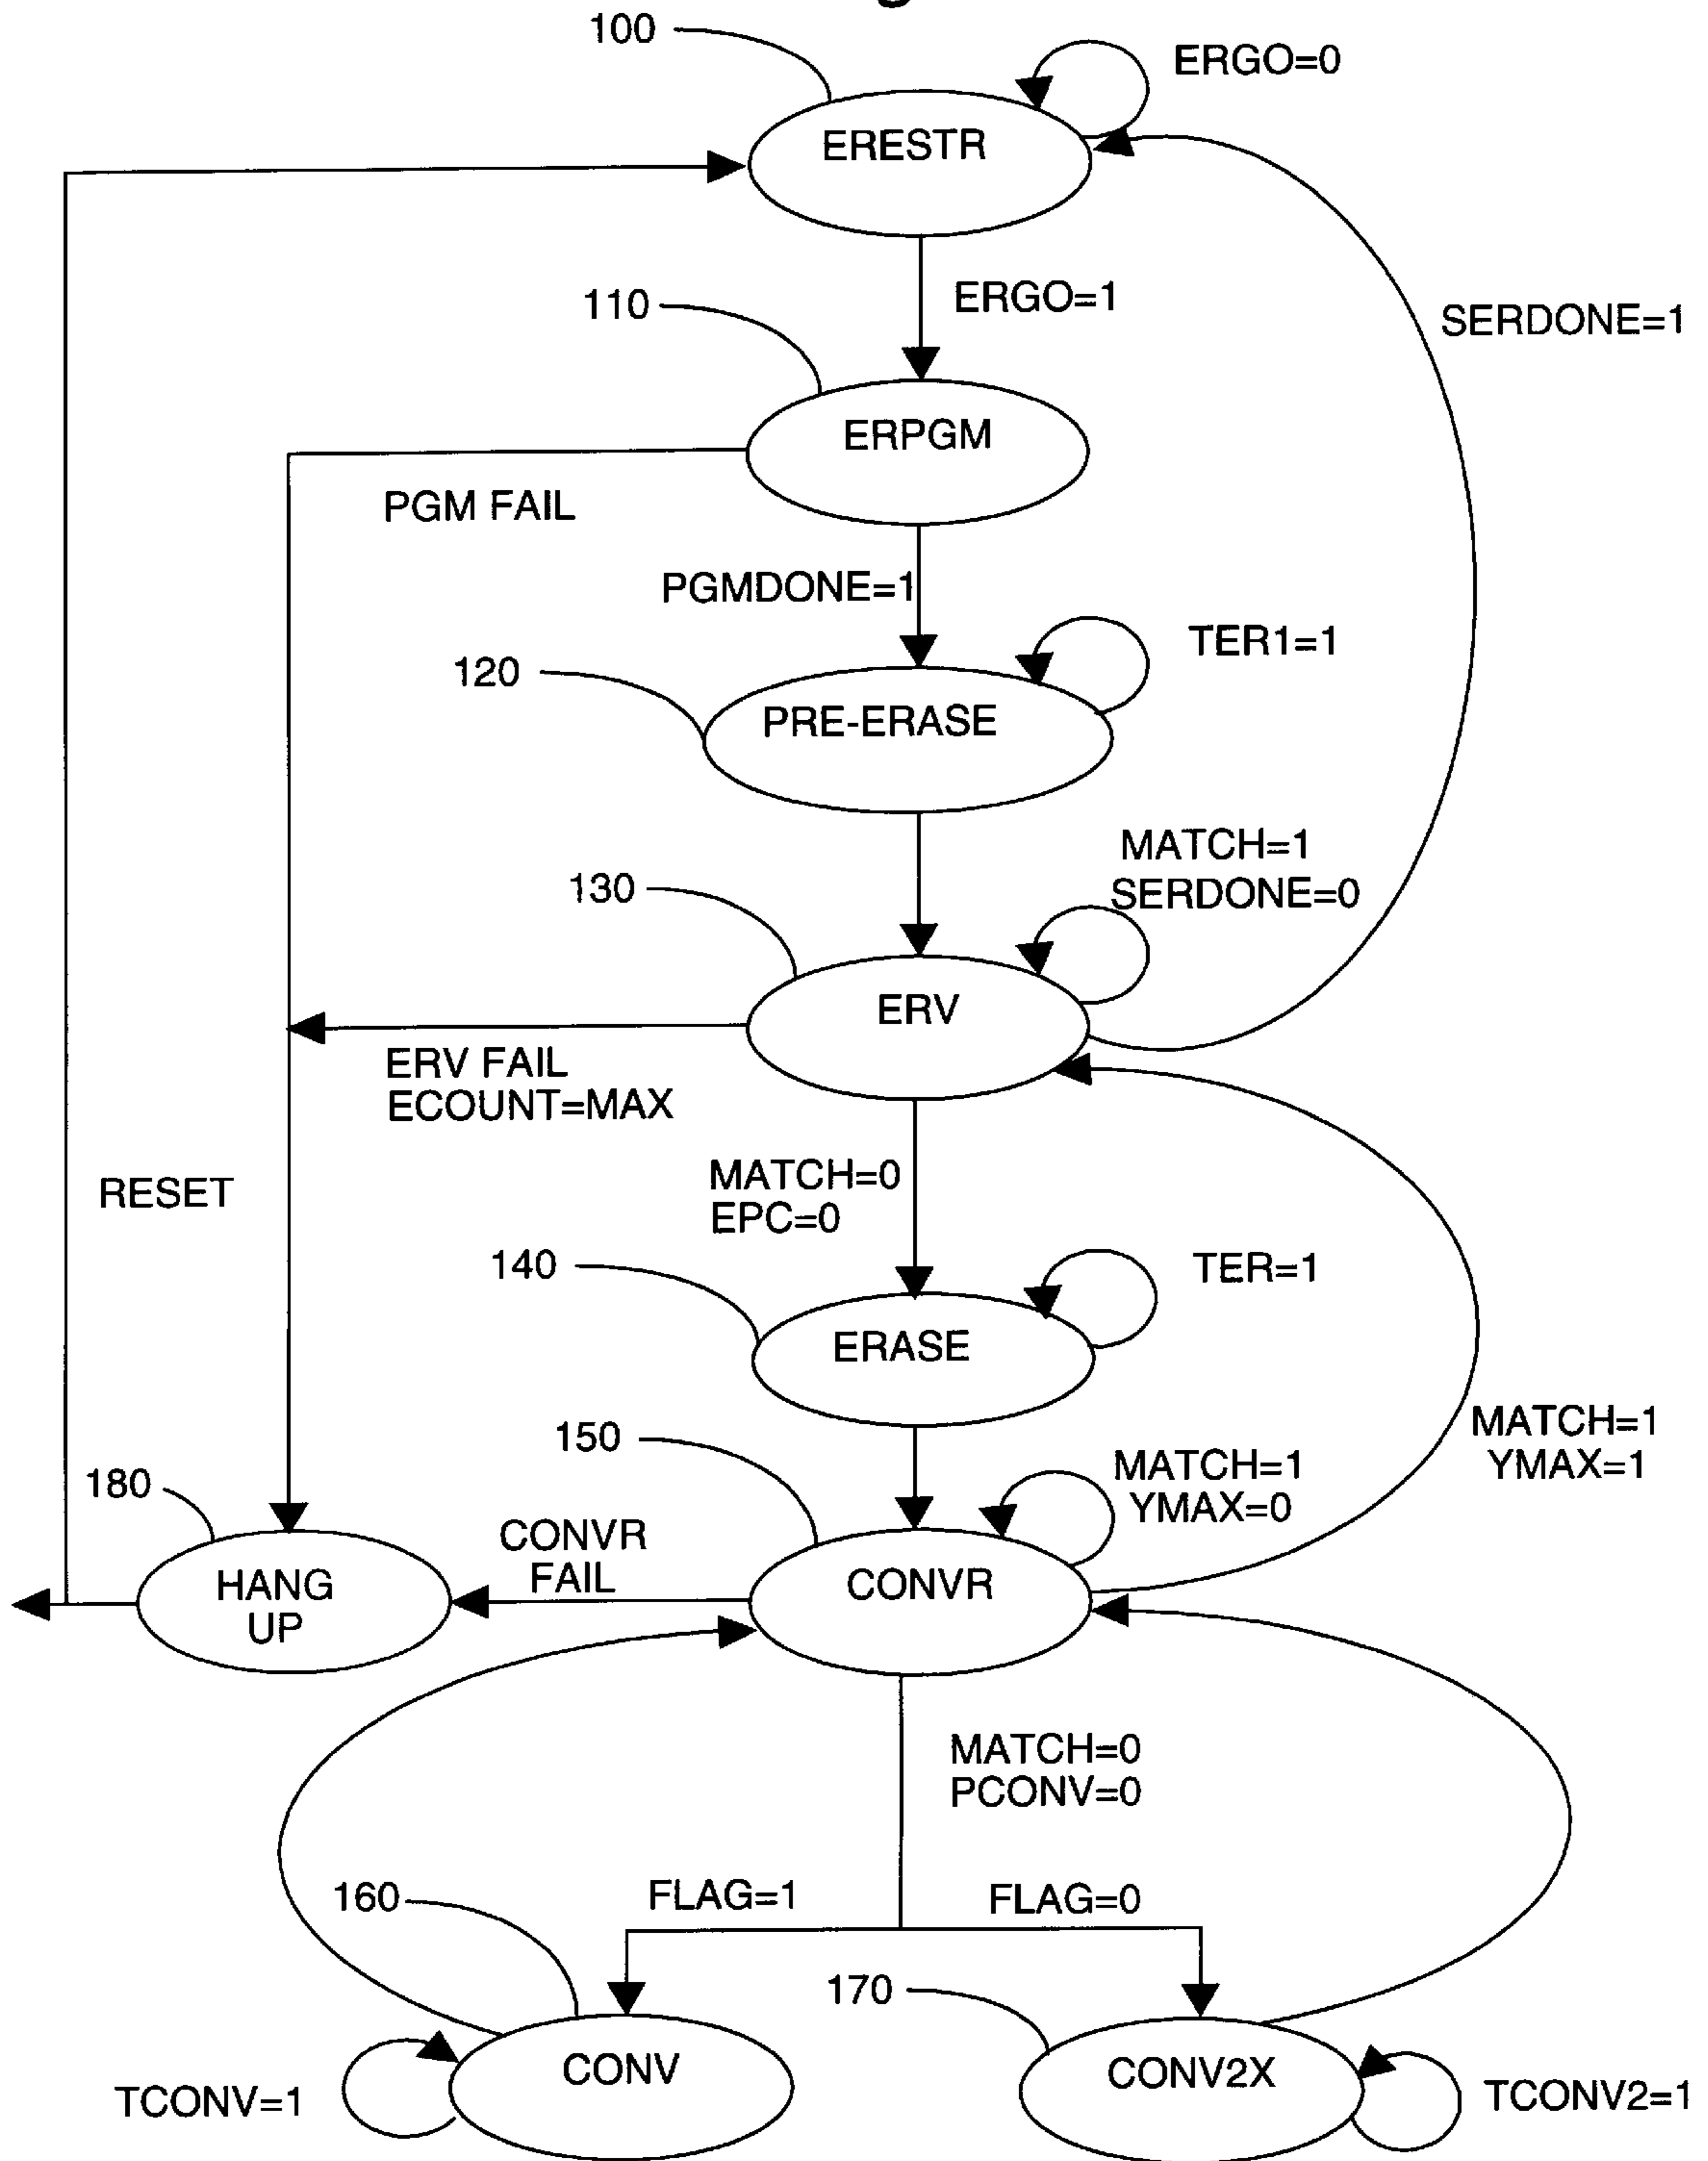 100
ERGO=0
ERESTR
ERGO=1
110
SERDONE=1
ERPGM
PGM FAIL
PGMDONE=1
TER1=1
120
PRE-ERASE
MATCH=1
SERDONE=0
130
ERV
ERV FAIL
ECOUNT=MAX
MATCH=0
EPC=0
RESET
140
TER=1
ERASE
150
MATCH=1
YMAX=1
MATCH=1
YMAX=0
180
CONVR
FAIL
CONVR
HANG
UP
MATCH=0
PCONV=0
160
FLAG=1
FLAG=0
170
CONV
CONV2X
TCONV=1
TCONV2=1